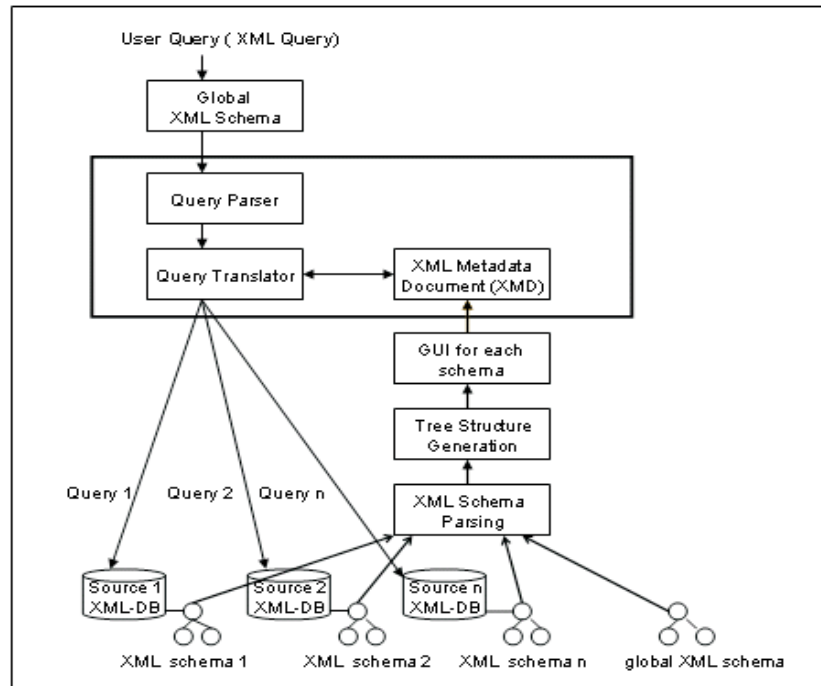 User Query ( XML Query)
Global
XML Schema
Query Parser
Query Translator
XML Metadata
Document (XMD)
GUI for each
schema
Tree Structure
Generation
XML Schema
Parsing
Query 1
Query 2
Query n
Source 1
XML-DB
Source 2
XML-DB
Source n
XML-DB
XML schema 1
XML schema 2
XML schema n
global XML schema